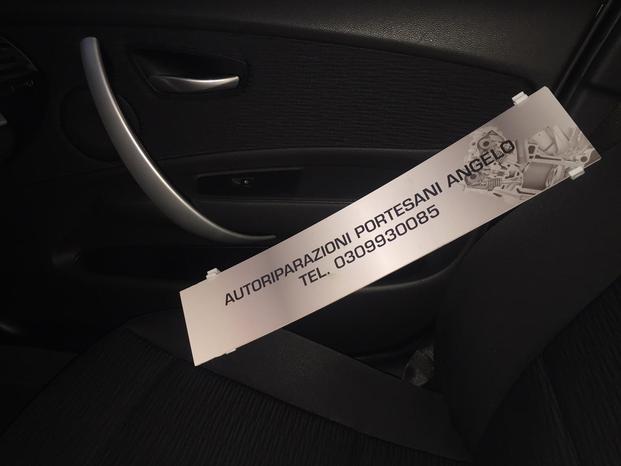 AUTORIPARAZIONI PORTESANI ANGELO
TEL. 0309930085